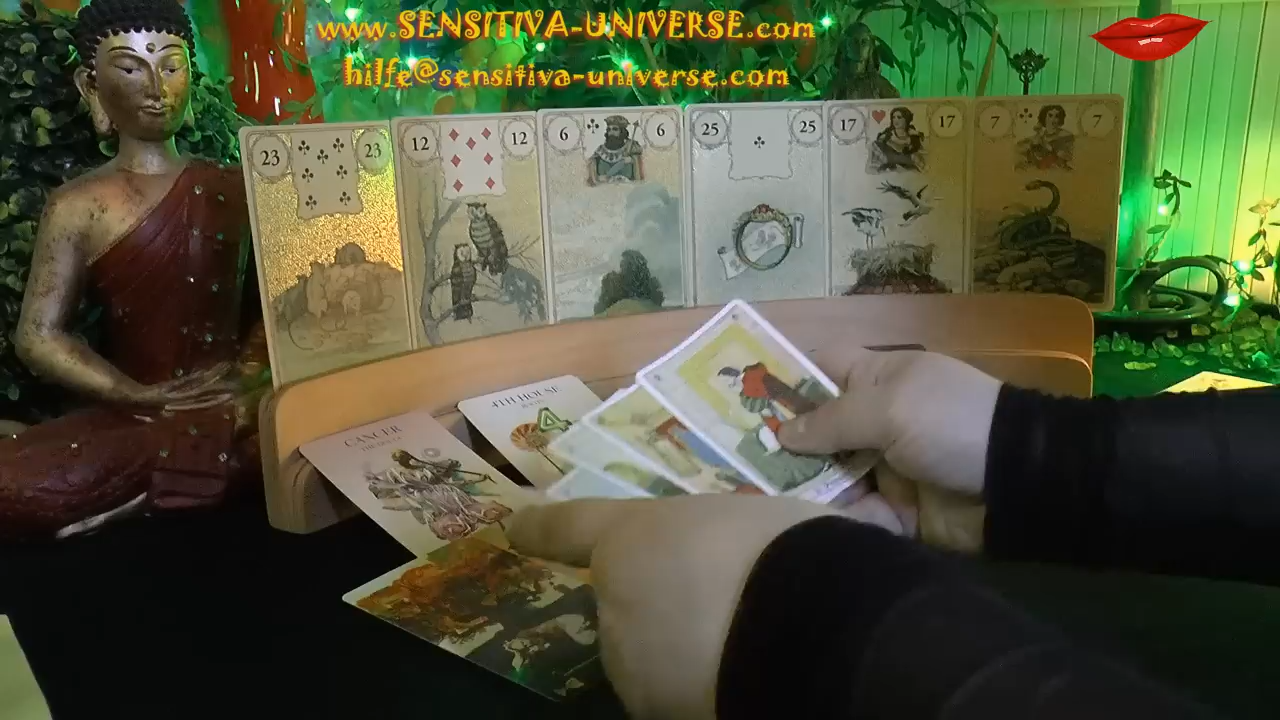 www.SENSITIVA-UNIVERSE.com
hilfe@sensitiva-universe.com
23 23
12 12
6 6
25 25
17 17
7 7
4TH HOUSE
4
CANCER